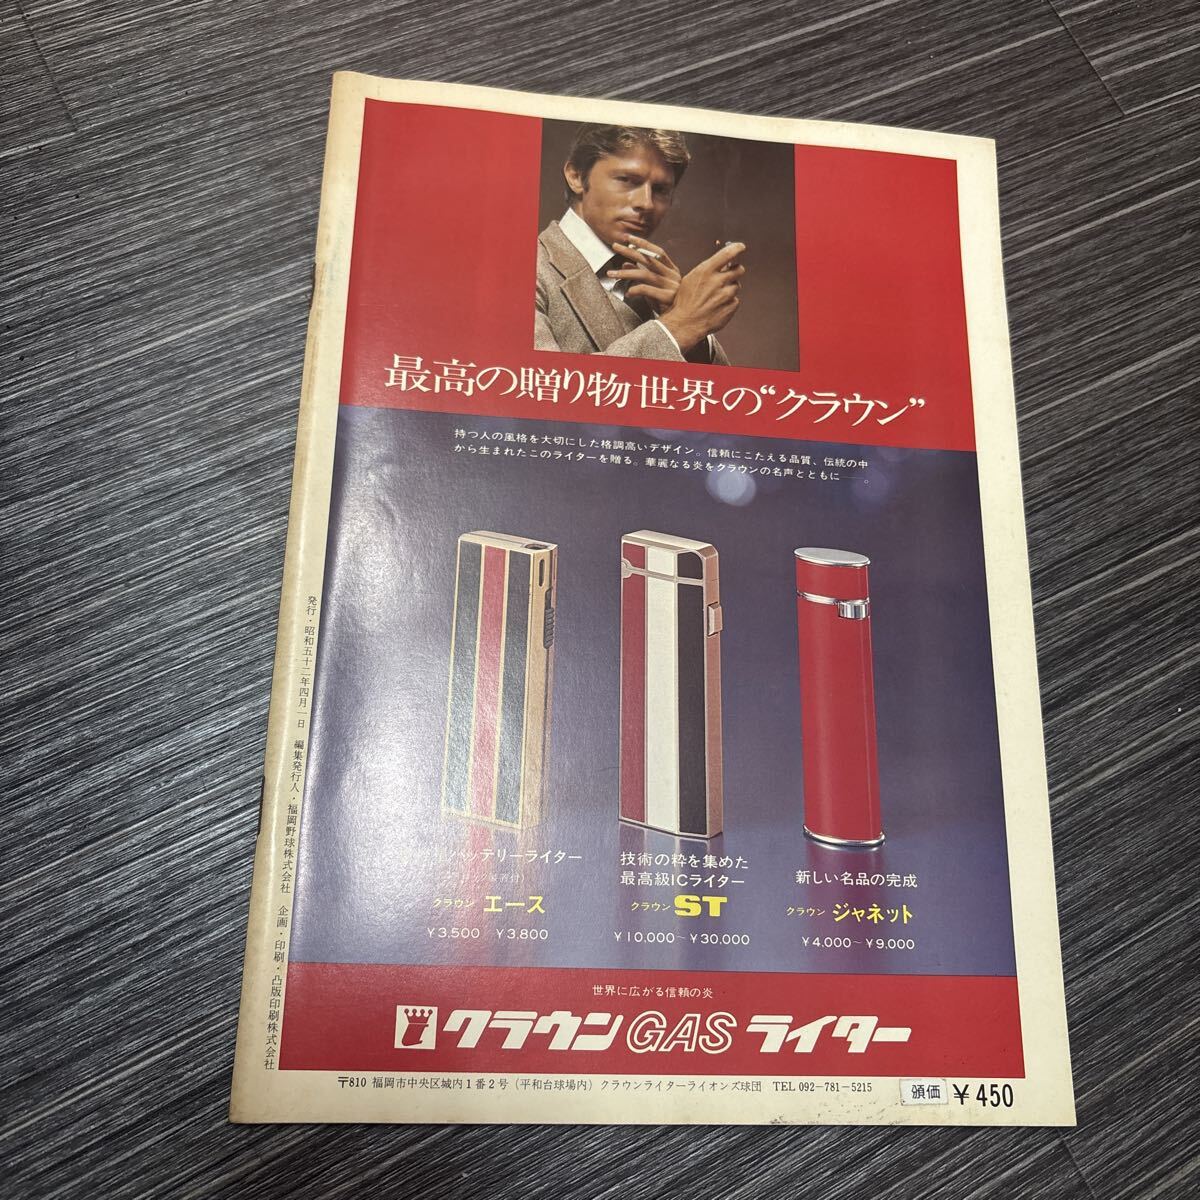 最高の贈り物世界の“クラウン”
持つ人の風格を大切にした格調高いデザイン。信頼にこたえる品質、伝統の中
から生まれたこのライターを贈る。華麗なる炎をクラウンの名声とともに――。
テリーライター
クラウン エース
¥3,500 ¥3,800
技術の粋を集めた
最高級ICライター
クラウン ST
¥10,000~¥30,000
新しい名品の完成
クラウン ジャネット
¥4,000~¥9,000
世界に広がる信頼の炎
クラウンGASライター
〒810 福岡市中央区城内1番2号(平和台球場内)クラウンライターライオンズ球団 TEL 092-781-5215
頒価 ¥450
発行・昭和五十二年四月一日 編集発行人・福岡野球株式会社 企画・印刷・凸版印刷株式会社